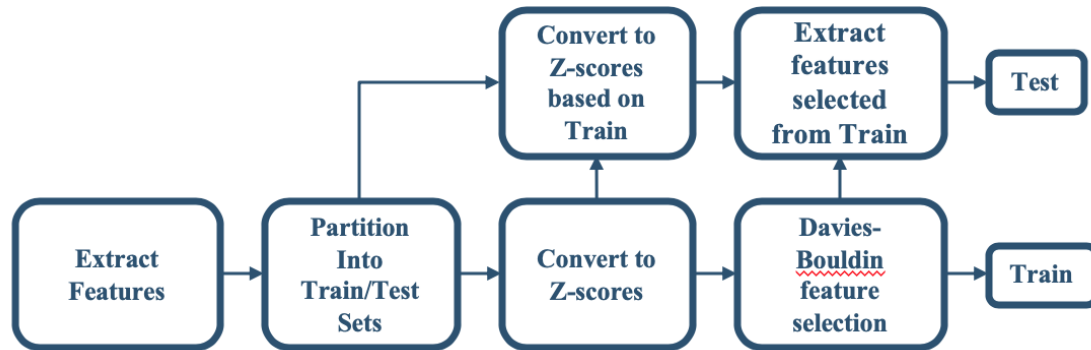 Convert to
Z-scores
based on
Train
Extract
features
selected
from Train
Test
Extract
Features
Partition
Into
Train/Test
Sets
Convert to
Z-scores
Davies-
Bouldin
feature
selection
Train